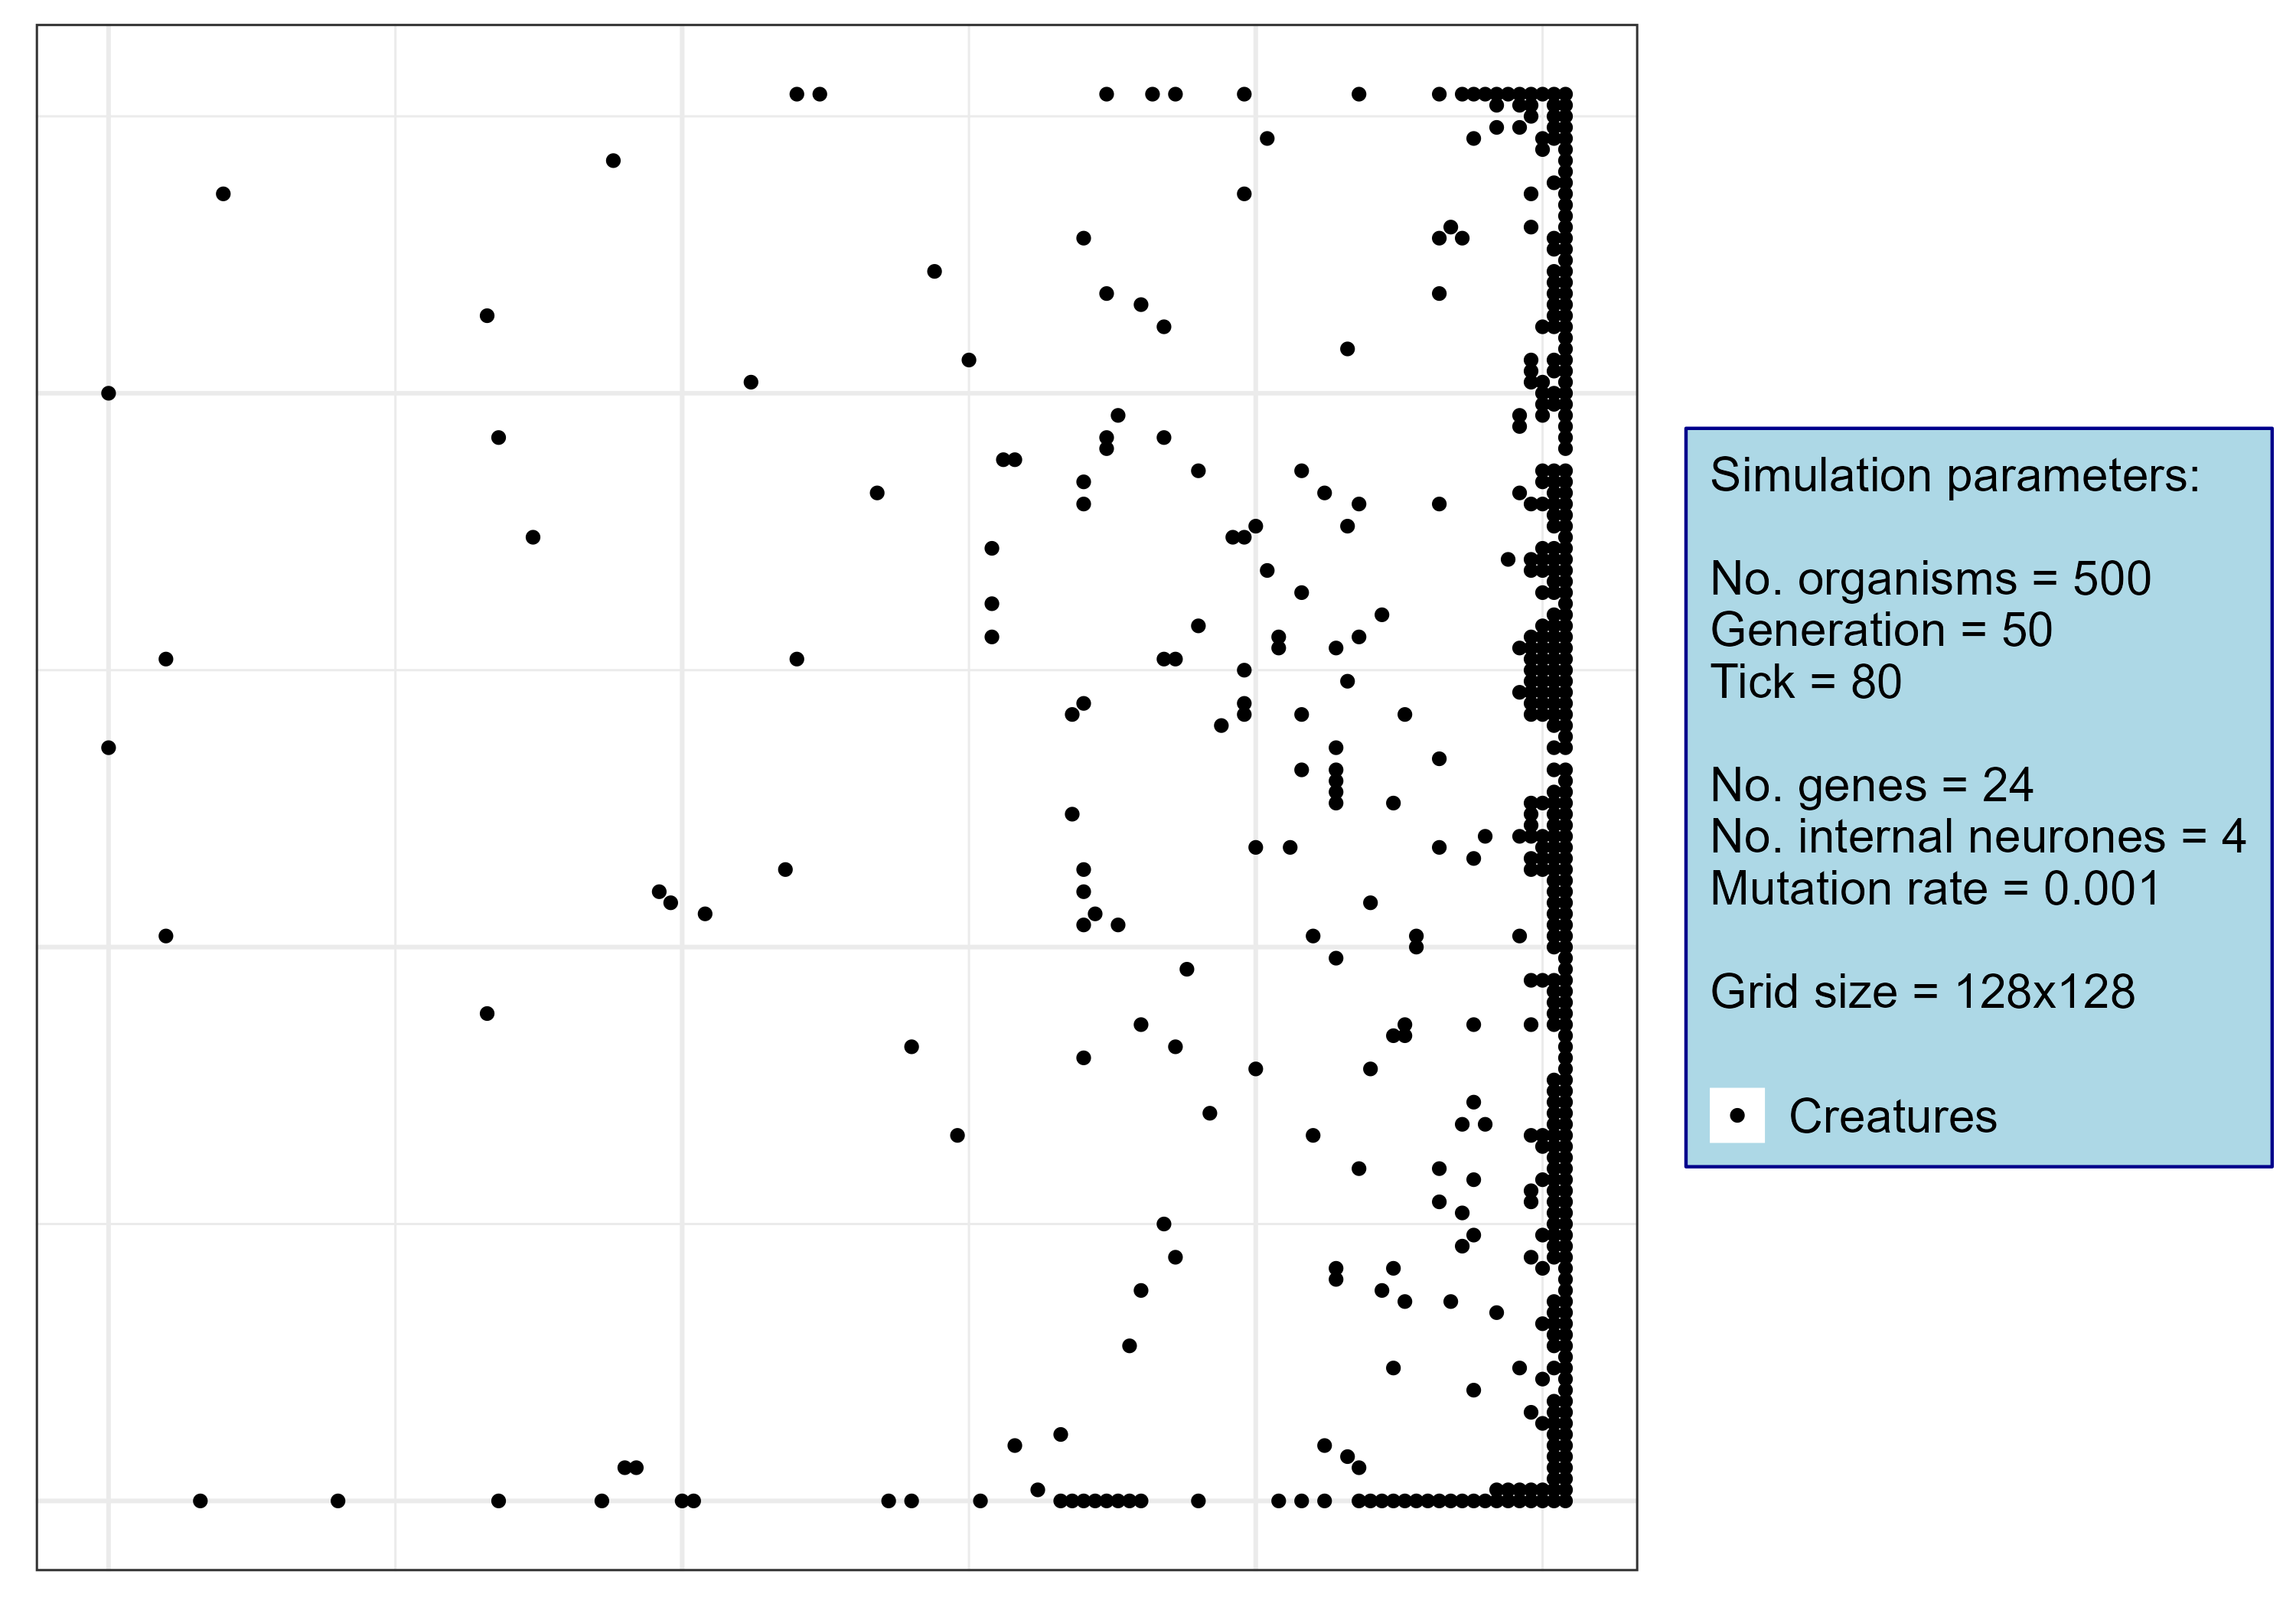 Simulation parameters:
No. organisms = 500
Generation = 50
Tick = 80
No. genes = 24
No. internal neurones = 4
Mutation rate = 0.001
Grid size = 128x128
Creatures